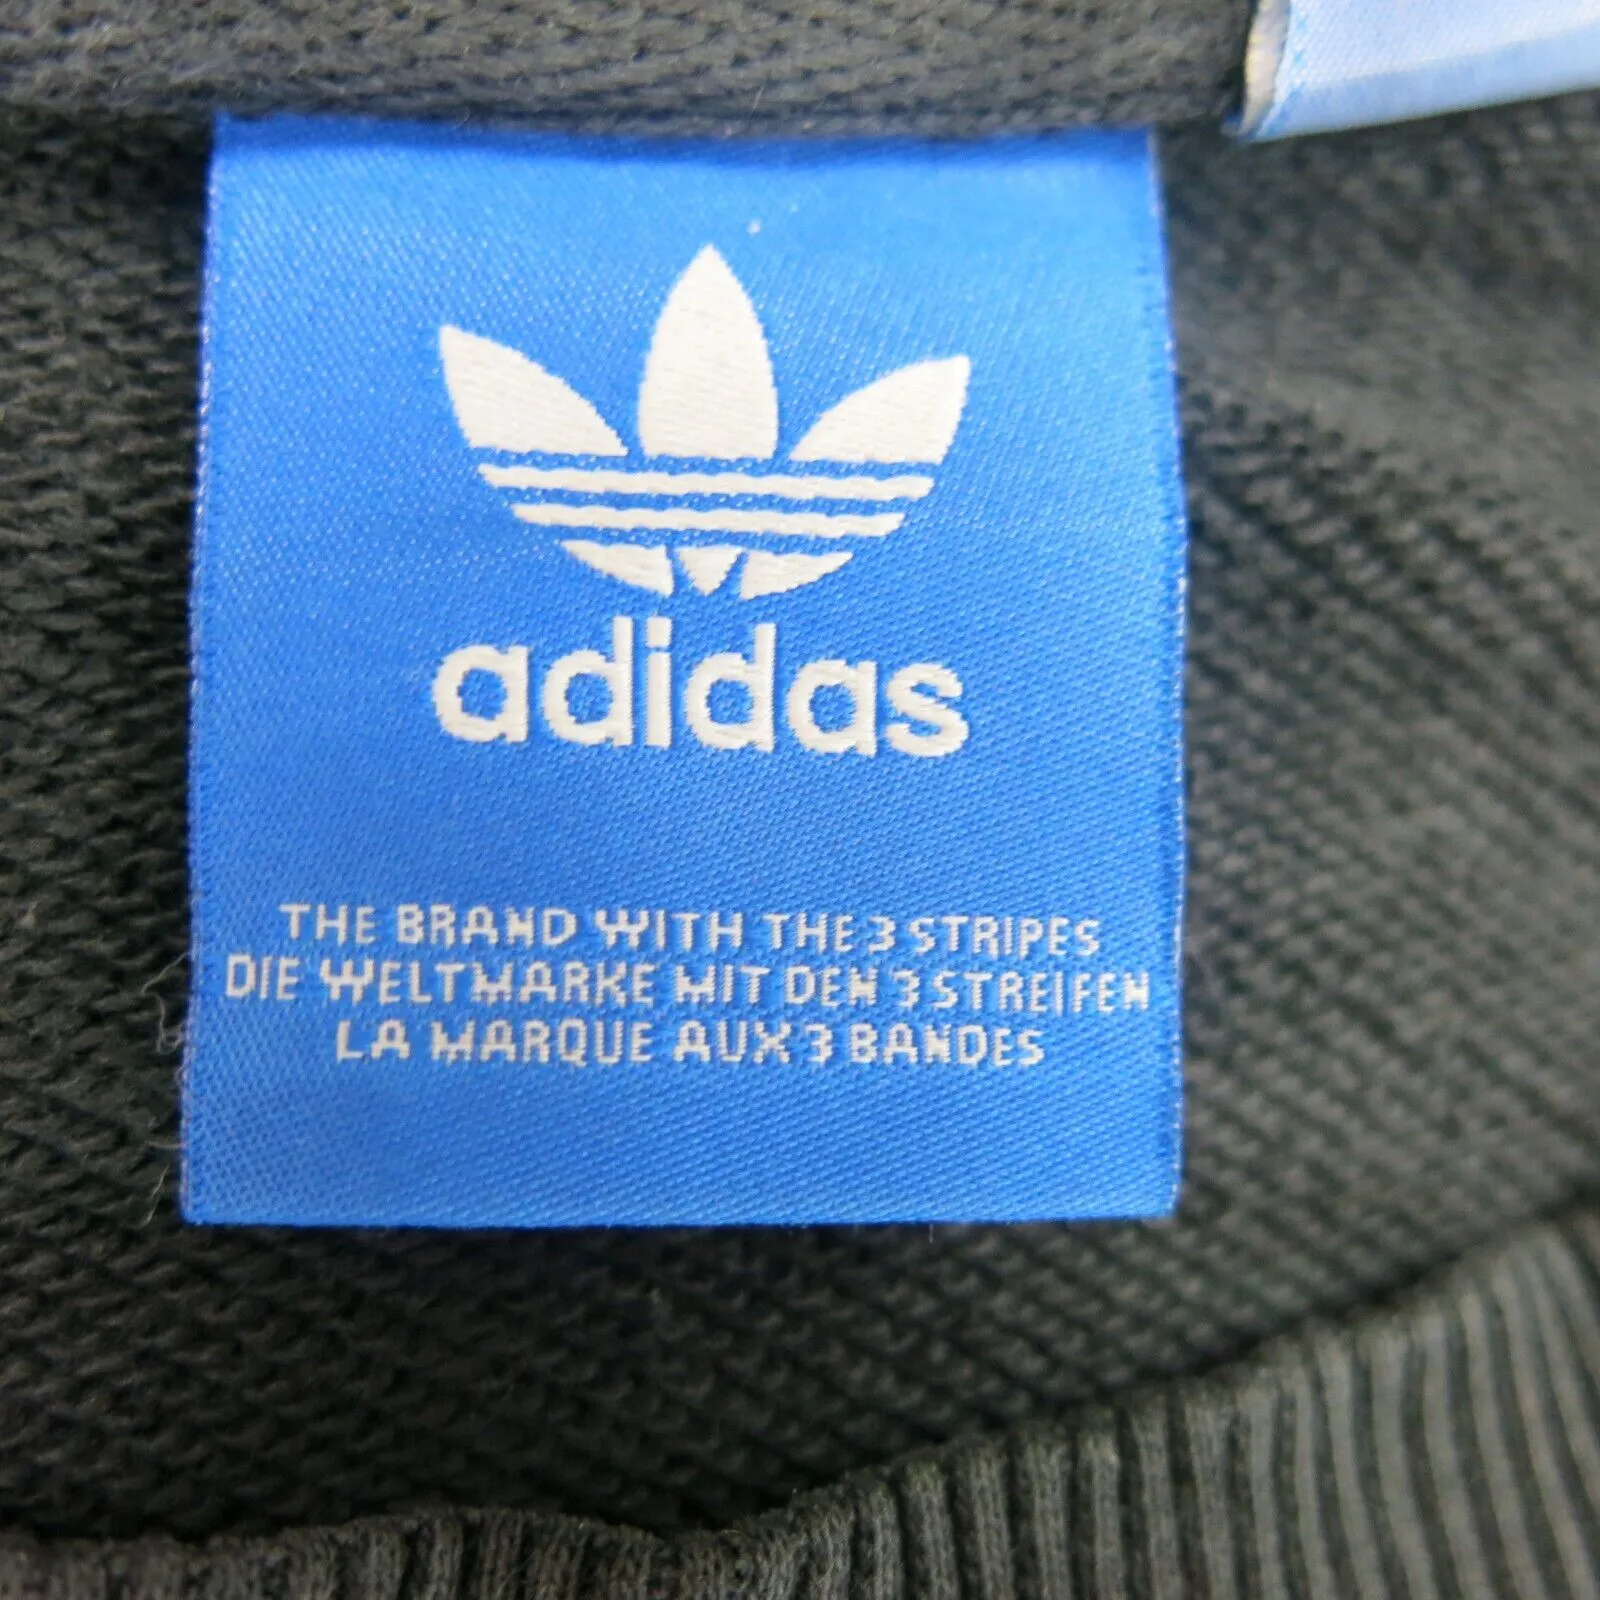 adidas
THE BRAND WITH THE 3 STRIPES
DIE WELTMARKE MIT DEN 3 STREIFEN
LA MARQUE AUX 3 BANDES